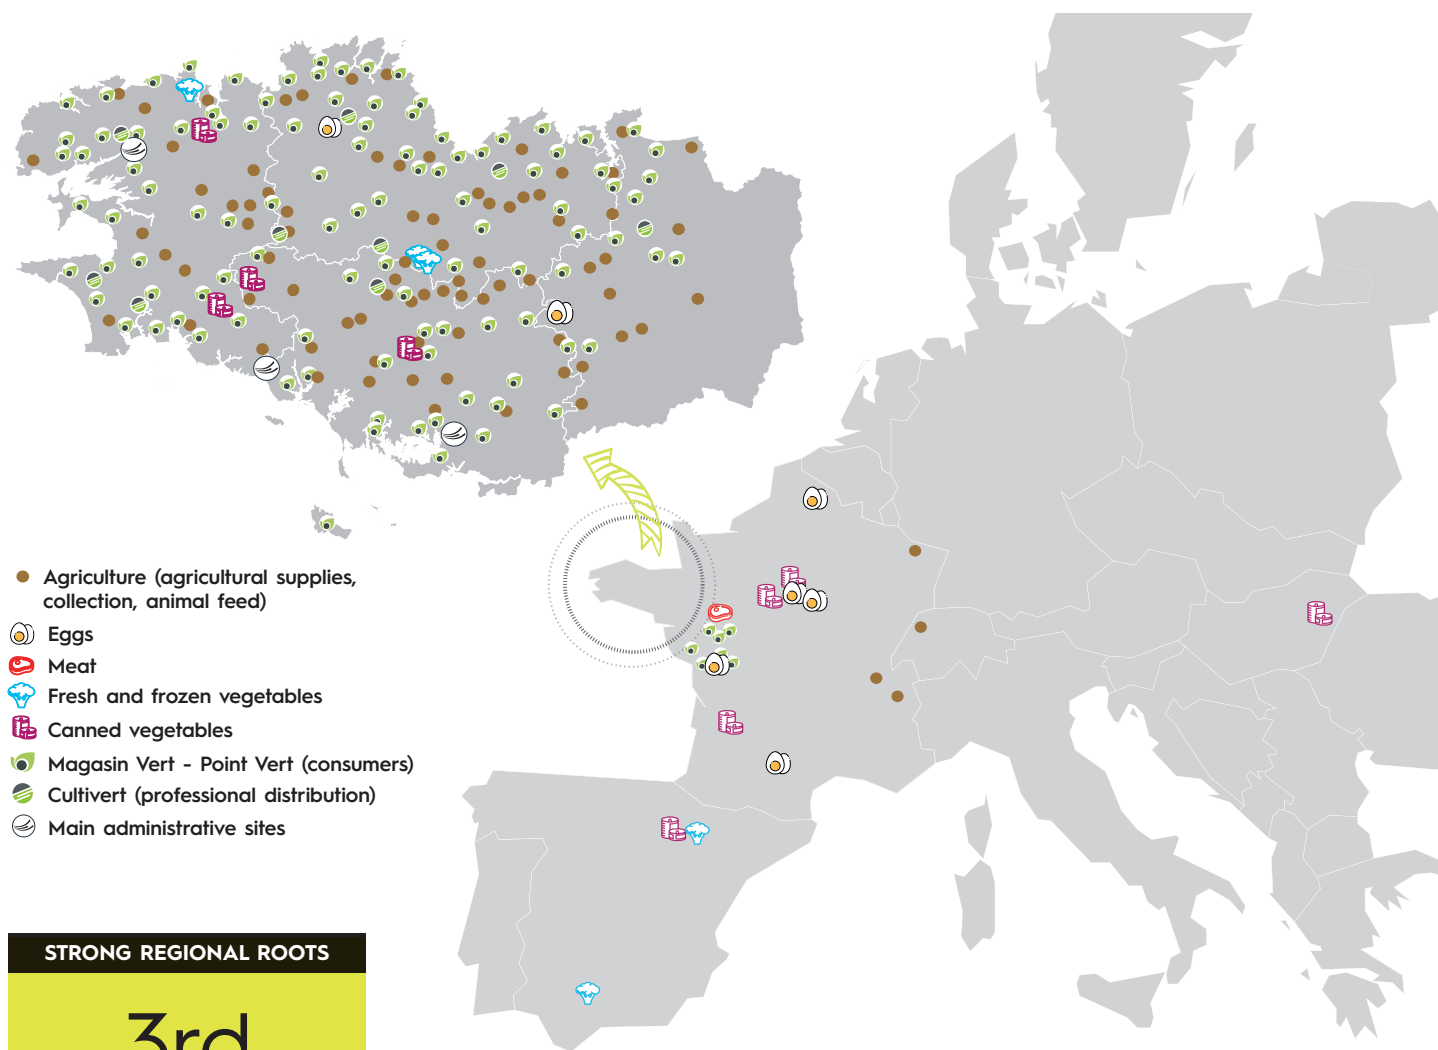 Agriculture (agricultural supplies,
collection, animal feed)
Eggs
Meat
Fresh and frozen vegetables
Canned vegetables
Magasin Vert - Point Vert (consumers)
Cultivert (professional distribution)
Main administrative sites
STRONG REGIONAL ROOTS
3rd